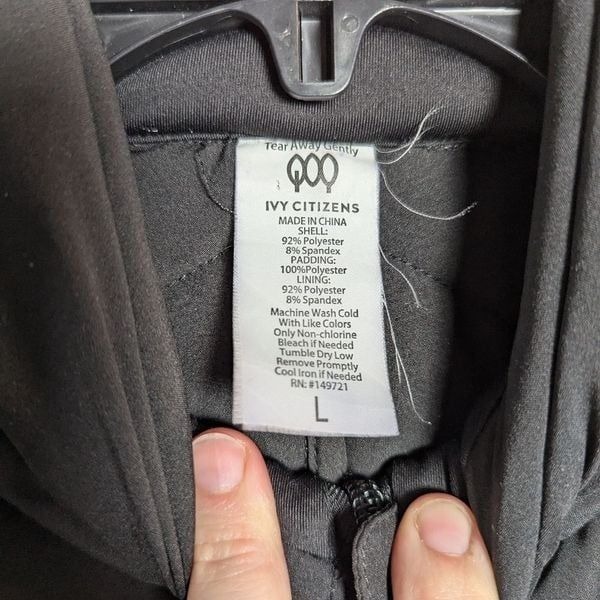 Tear Away Gently
IVY CITIZENS
MADE IN CHINA
SHELL:
92% Polyester
8% Spandex
PADDING:
100%Polyester
LINING:
92% Polyester
8% Spandex
Machine Wash Cold
With Like Colors
Only Non-chlorine
Bleach if Needed
Tumble Dry Low
Remove Promptly
Cool Iron if Needed
RN: #149721
L